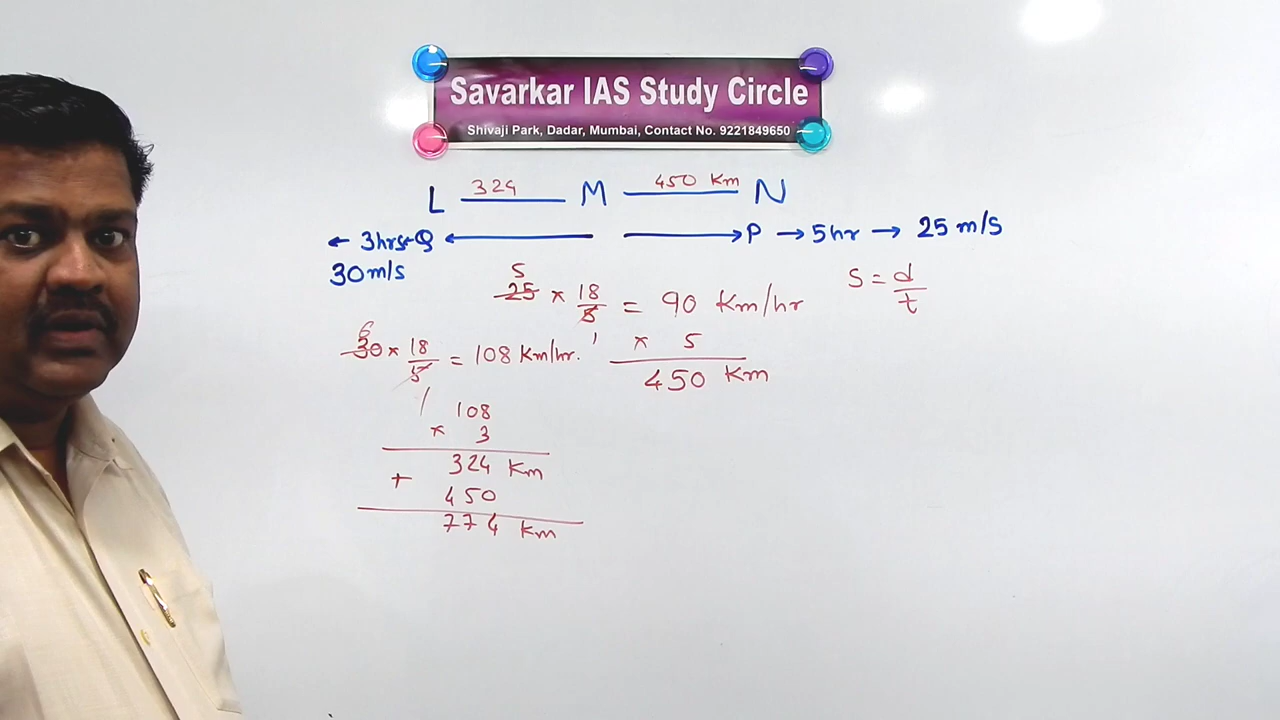 Savarkar IAS Study Circle
Shivaji Park, Dadar, Mumbai, Contact No. 9221849650
L 324 M 450 Km N
← 3hrs ← Q ← → P → 5hr → 25 m/s
30m/s
5
25 × 18/5 = 90 Km/hr
S = d/t
6
30 × 18/5 = 108 Km/hr.
1
× 5
450 Km
1
108
× 3
324 Km
+ 450
774 Km